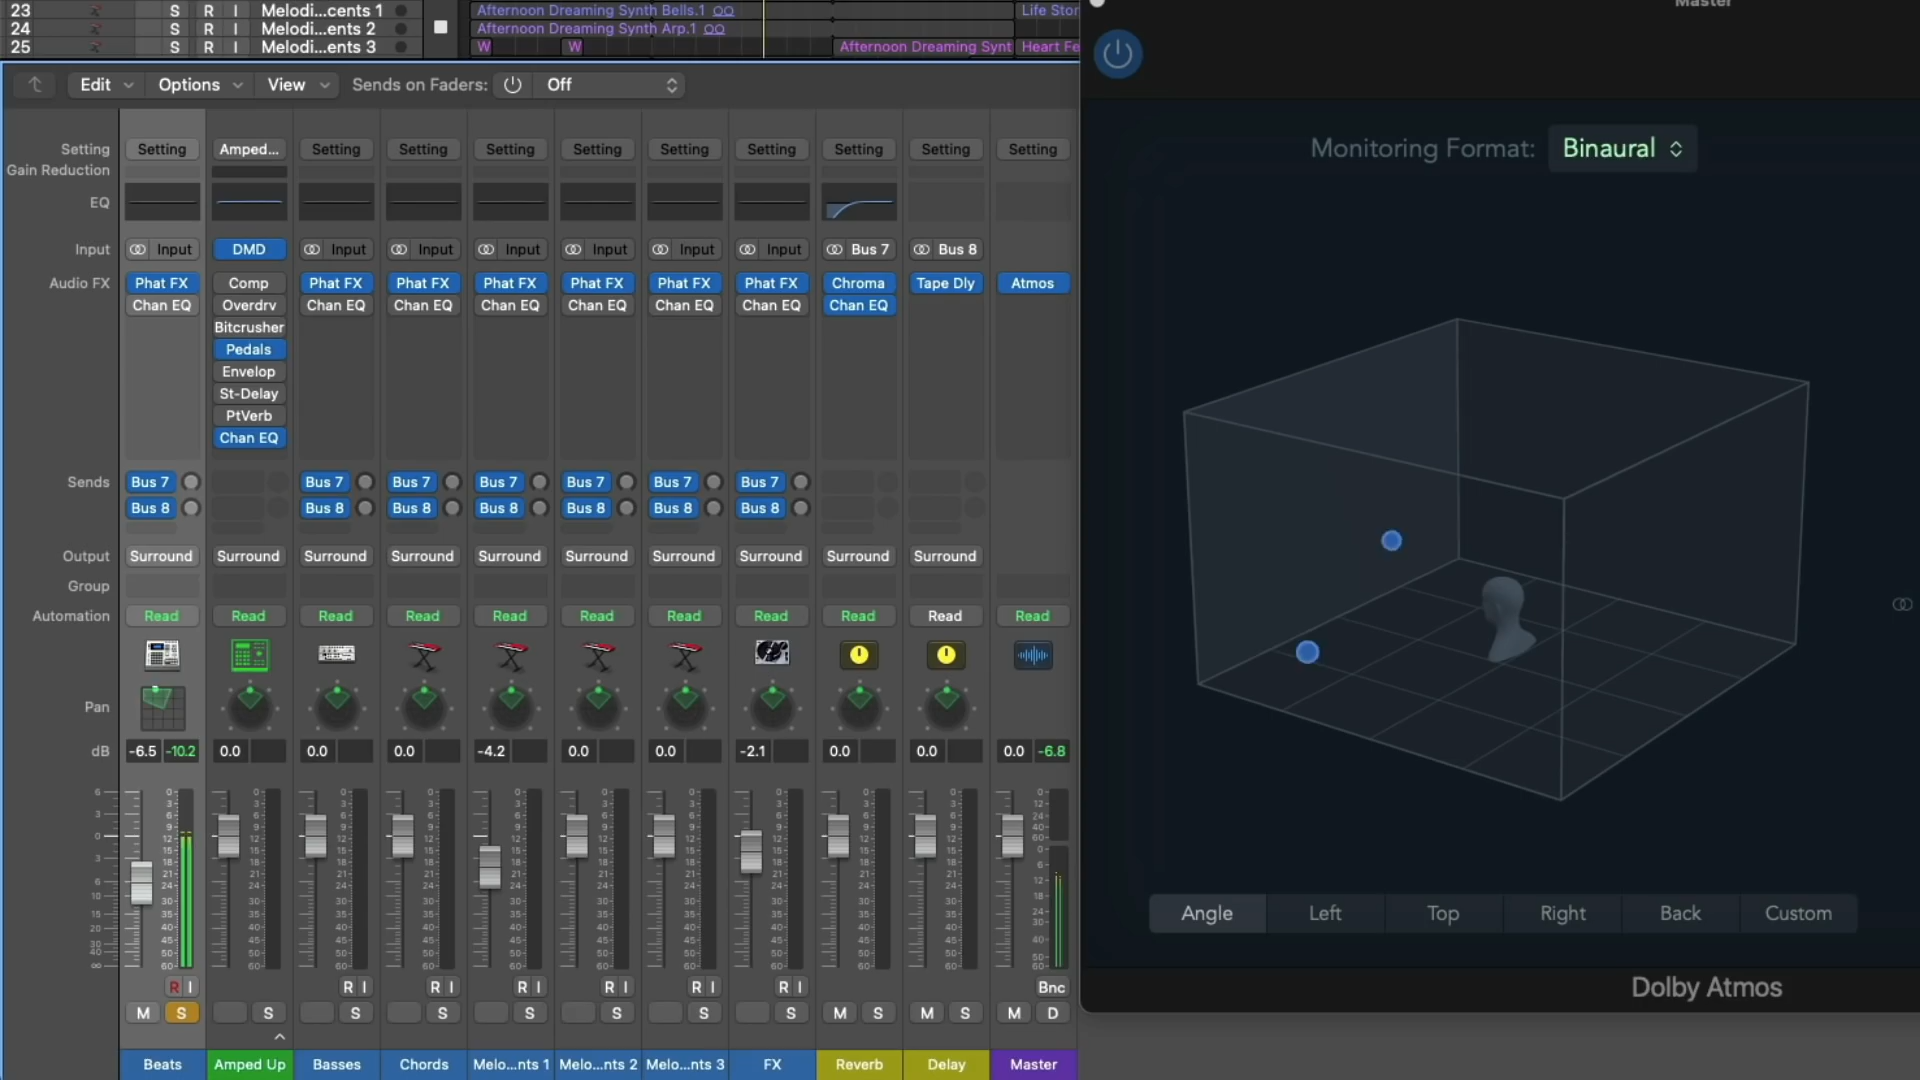 23 S R I Melodi...cents 1 Afternoon Dreaming Synth Bells.1 Life Stor
24 S R I Melodi...ents 2 Afternoon Dreaming Synth Arp.1
25 S R I Melodi...ents 3 W W Afternoon Dreaming Synt Heart Fe
Edit Options View Sends on Faders: Off
Setting Setting Amped... Setting Setting Setting Setting Setting Setting Setting Setting Setting
Gain Reduction
EQ
Input Input DMD Input Input Input Input Input Input Bus 7 Bus 8
Audio FX Phat FX Comp Phat FX Phat FX Phat FX Phat FX Phat FX Phat FX Chroma Tape Dly Atmos
Chan EQ Overdrv Chan EQ Chan EQ Chan EQ Chan EQ Chan EQ Chan EQ Chan EQ
Bitcrusher
Pedals
Envelop
St-Delay
PtVerb
Chan EQ
Sends Bus 7 Bus 7 Bus 7 Bus 7 Bus 7 Bus 7 Bus 7
Bus 8 Bus 8 Bus 8 Bus 8 Bus 8 Bus 8 Bus 8
Output Surround Surround Surround Surround Surround Surround Surround Surround Surround Surround
Group
Automation Read Read Read Read Read Read Read Read Read Read Read
Pan
dB -6.5 -10.2 0.0 0.0 0.0 -4.2 0.0 0.0 -2.1 0.0 0.0 0.0 -6.8
R I R I R I R I R I R I R I Bnc
M S S S S S S S S M S M S M D
Beats Amped Up Basses Chords Melo...nts 1 Melo...nts 2 Melo...nts 3 FX Reverb Delay Master
Master
Monitoring Format: Binaural
Angle Left Top Right Back Custom
Dolby Atmos